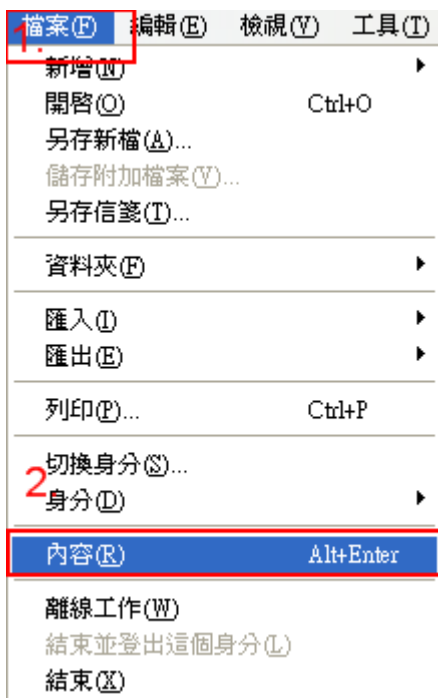 檔案(F) 編輯(E) 檢視(V) 工具(T)
1.
新增(N)
開啓(O) Ctrl+O
另存新檔(A)...
儲存附加檔案(V)...
另存信箋(T)...
資料夾(F)
匯入(I)
匯出(E)
列印(P)... Ctrl+P
切換身分(S)...
2.
身分(D)
內容(R) Alt+Enter
離線工作(W)
結束並登出這個身分(L)
結束(X)